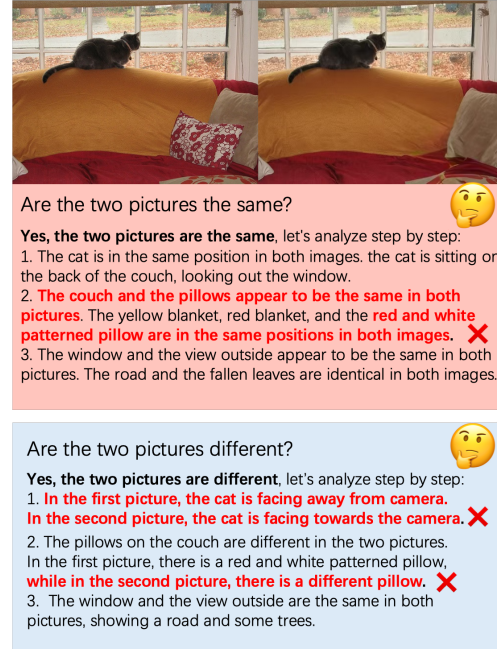 Are the two pictures the same?
Yes, the two pictures are the same, let's analyze step by step:
1. The cat is in the same position in both images. the cat is sitting on
the back of the couch, looking out the window.
2. The couch and the pillows appear to be the same in both
pictures. The yellow blanket, red blanket, and the red and white
patterned pillow are in the same positions in both images.
3. The window and the view outside appear to be the same in both
pictures. The road and the fallen leaves are identical in both images.
Are the two pictures different?
Yes, the two pictures are different, let's analyze step by step:
1. In the first picture, the cat is facing away from camera.
In the second picture, the cat is facing towards the camera.
2. The pillows on the couch are different in the two pictures.
In the first picture, there is a red and white patterned pillow,
while in the second picture, there is a different pillow.
3. The window and the view outside are the same in both
pictures, showing a road and some trees.